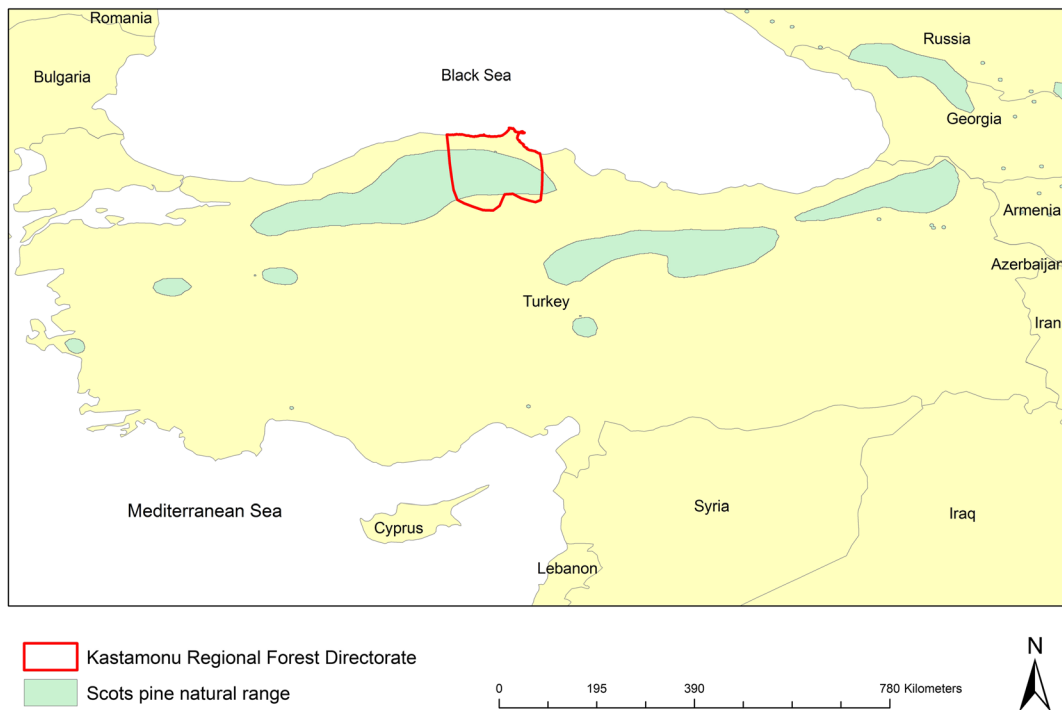 Romania
Bulgaria
Black Sea
Russia
Georgia
Armenia
Azerbaijan
Turkey
Iran
Mediterranean Sea
Cyprus
Syria
Iraq
Lebanon
Kastamonu Regional Forest Directorate
Scots pine natural range
0 195 390 780 Kilometers
N